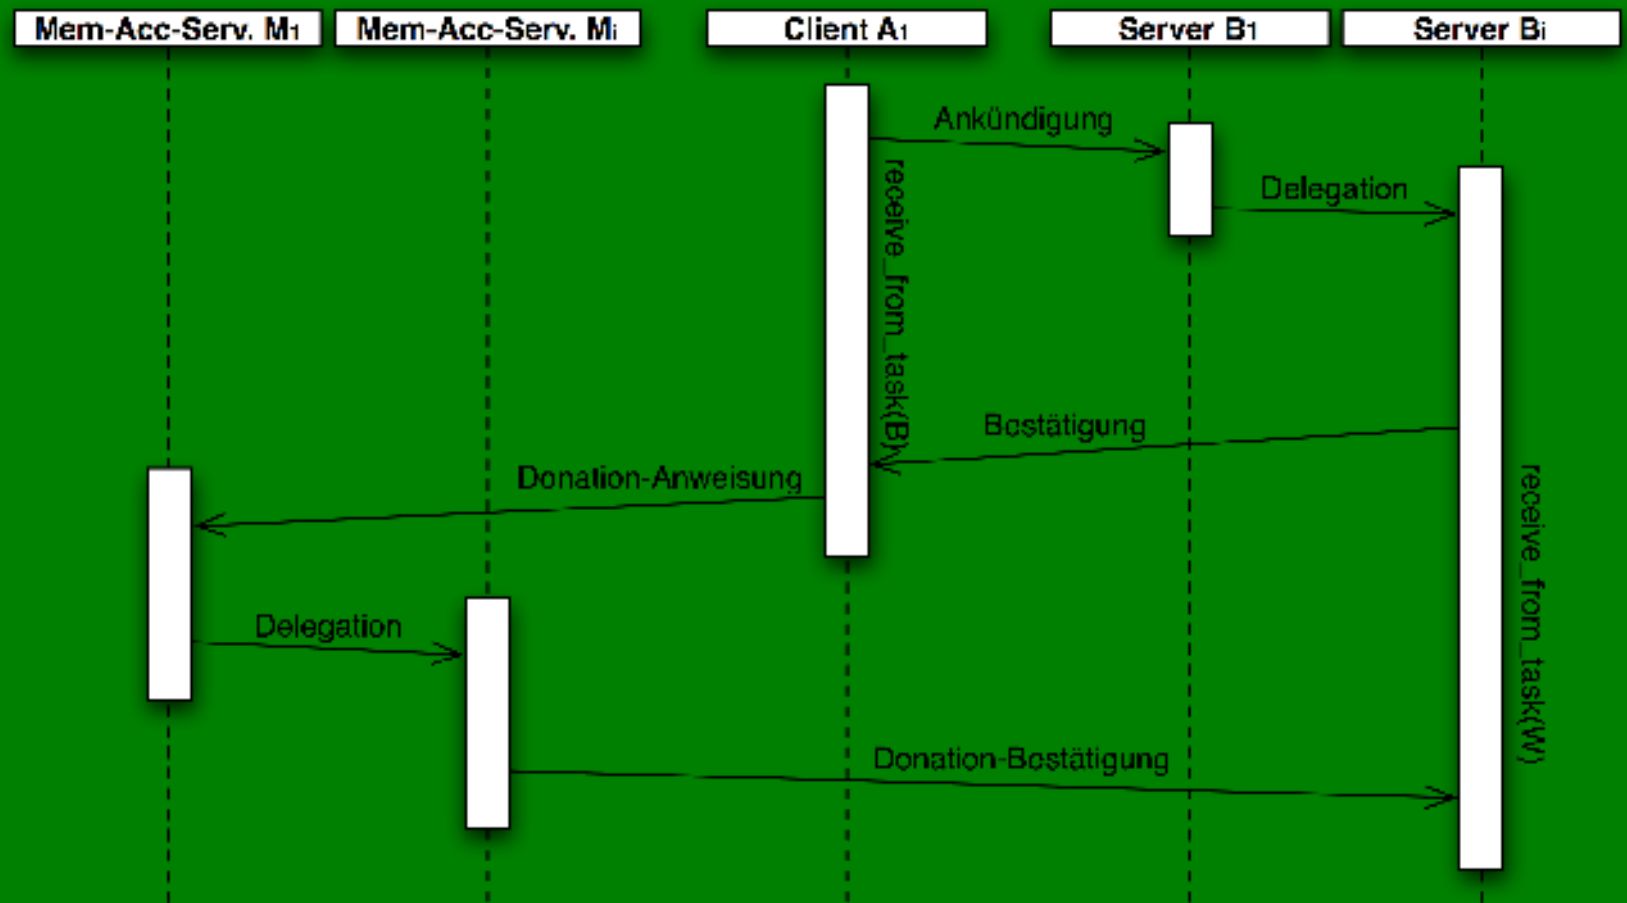 Mem-Acc-Serv. M1
Mem-Acc-Serv. Mi
Client A1
Server B1
Server Bi
Ankündigung
receive_from_task(B)
Delegation
Bestätigung
Donation-Anweisung
receive_from_task(W)
Delegation
Donation-Bestätigung